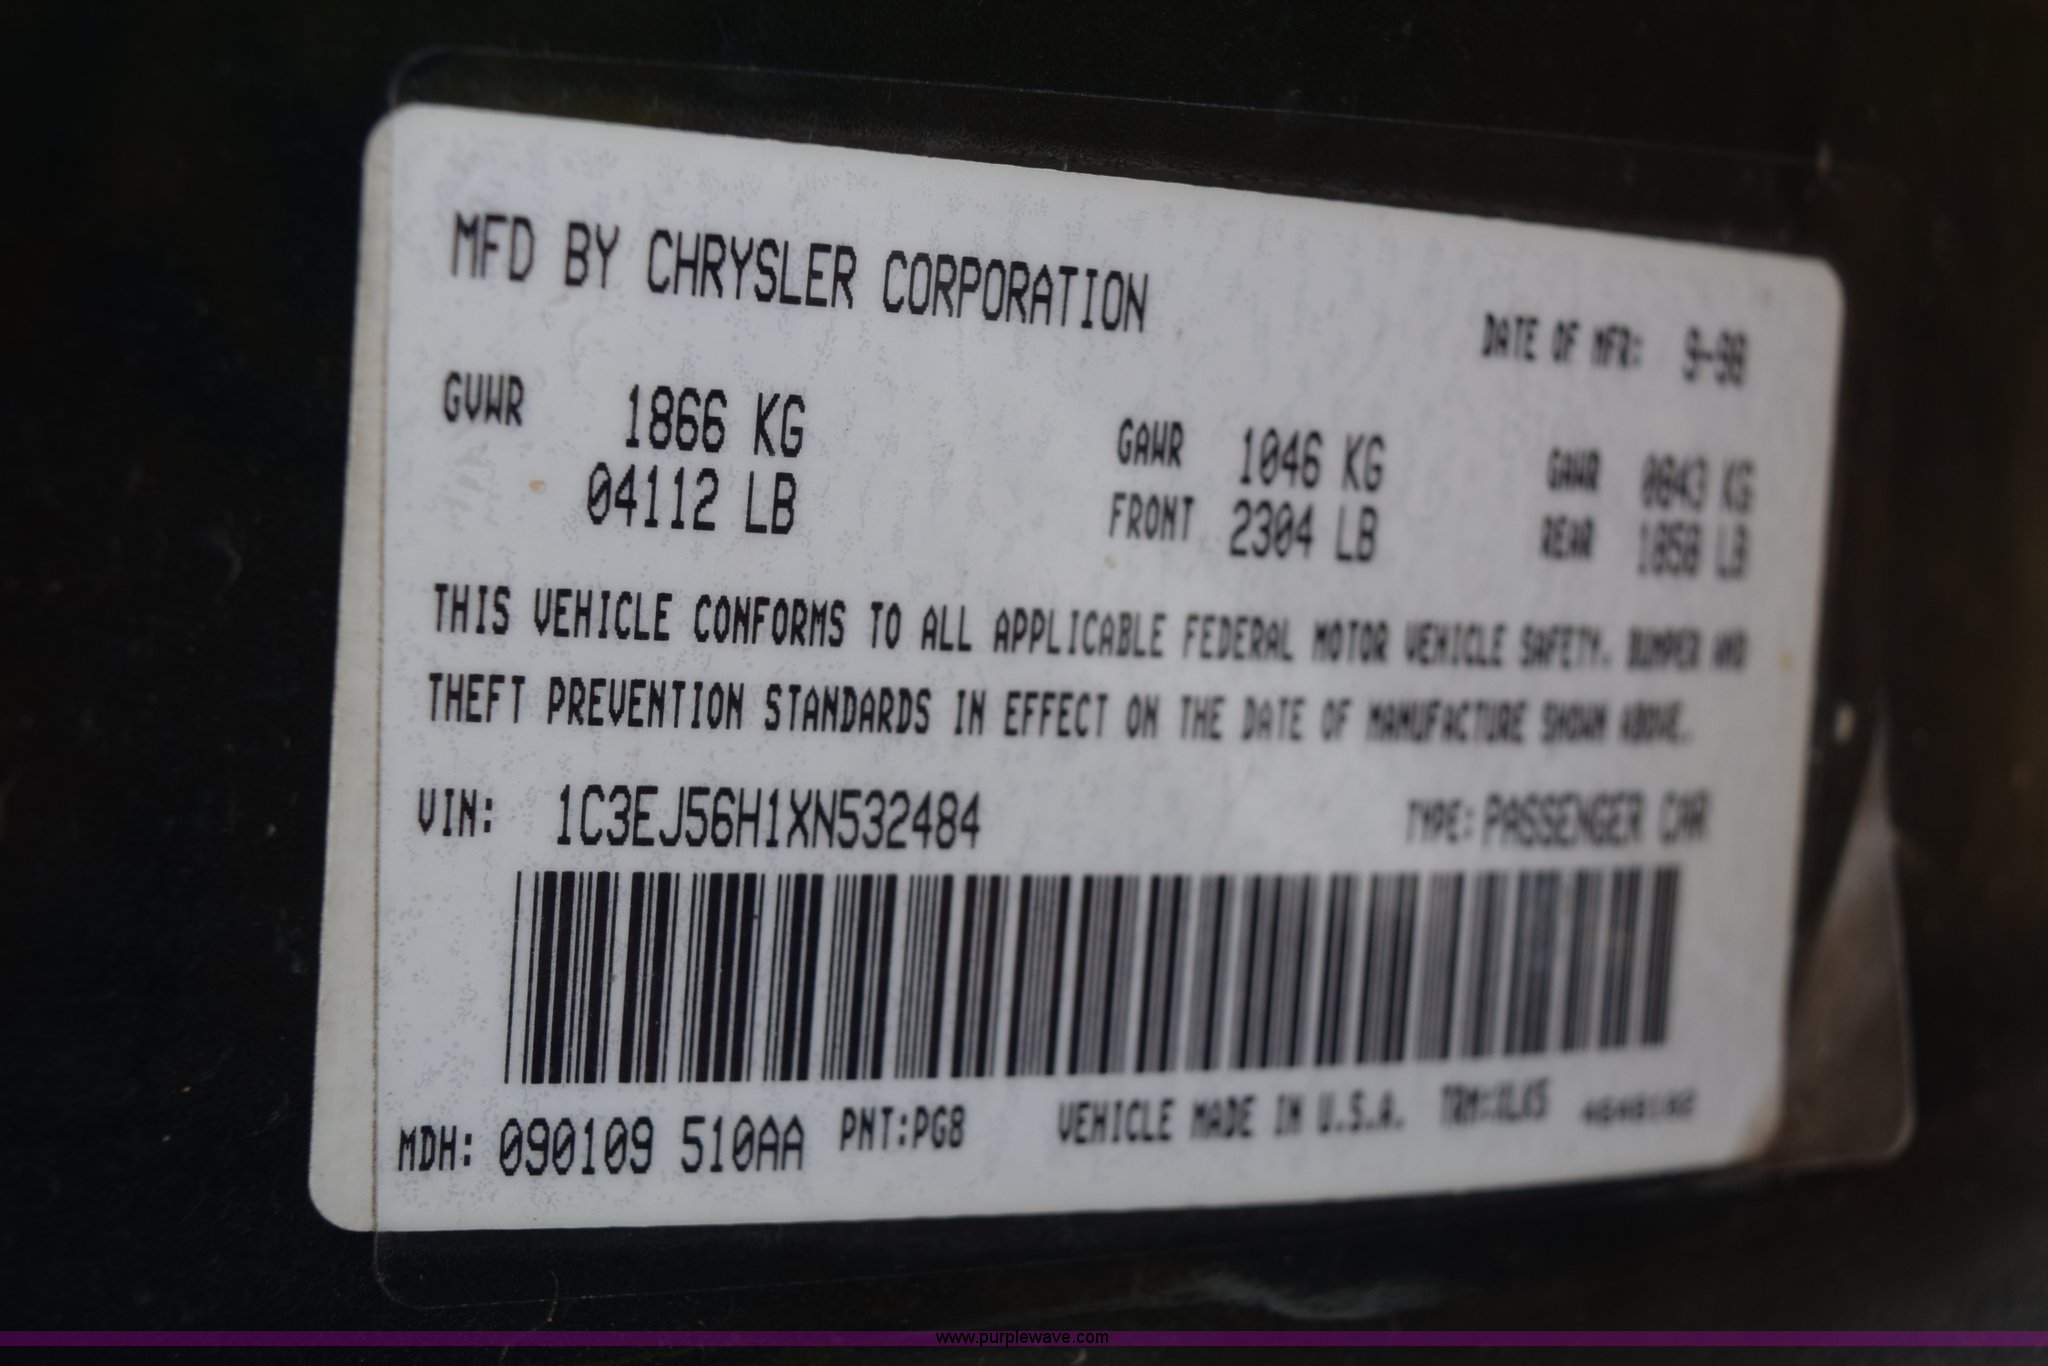 MFD BY CHRYSLER CORPORATION
DATE OF MFR: 9-98
GVWR 1866 KG
04112 LB
GAWR 1046 KG
FRONT 2304 LB
GAWR 0843 KG
REAR 1858 LB
THIS VEHICLE CONFORMS TO ALL APPLICABLE FEDERAL MOTOR VEHICLE SAFETY, BUMPER AND
THEFT PREVENTION STANDARDS IN EFFECT ON THE DATE OF MANUFACTURE SHOWN ABOVE.
VIN: 1C3EJ56H1XN532484
TYPE: PASSENGER CAR
MDH: 090109 510AA PNT:PG8 VEHICLE MADE IN U.S.A.
www.purplewave.com